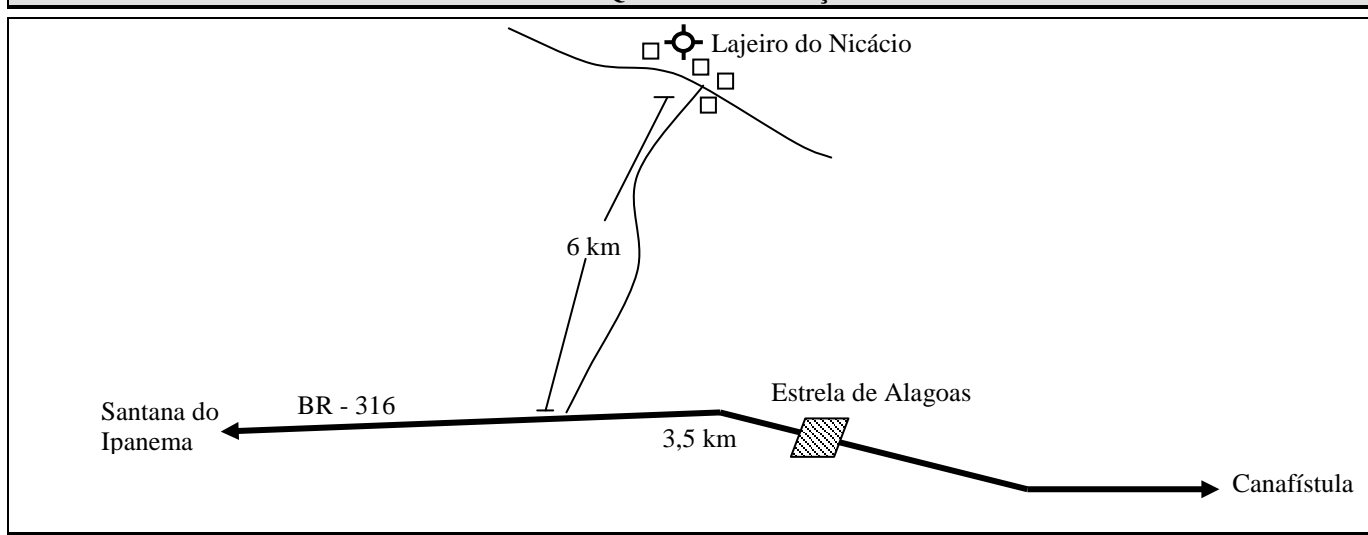 Lajeiro do Nicácio
6 km
Estrela de Alagoas
BR - 316
Santana do
Ipanema
3,5 km
Canafístula